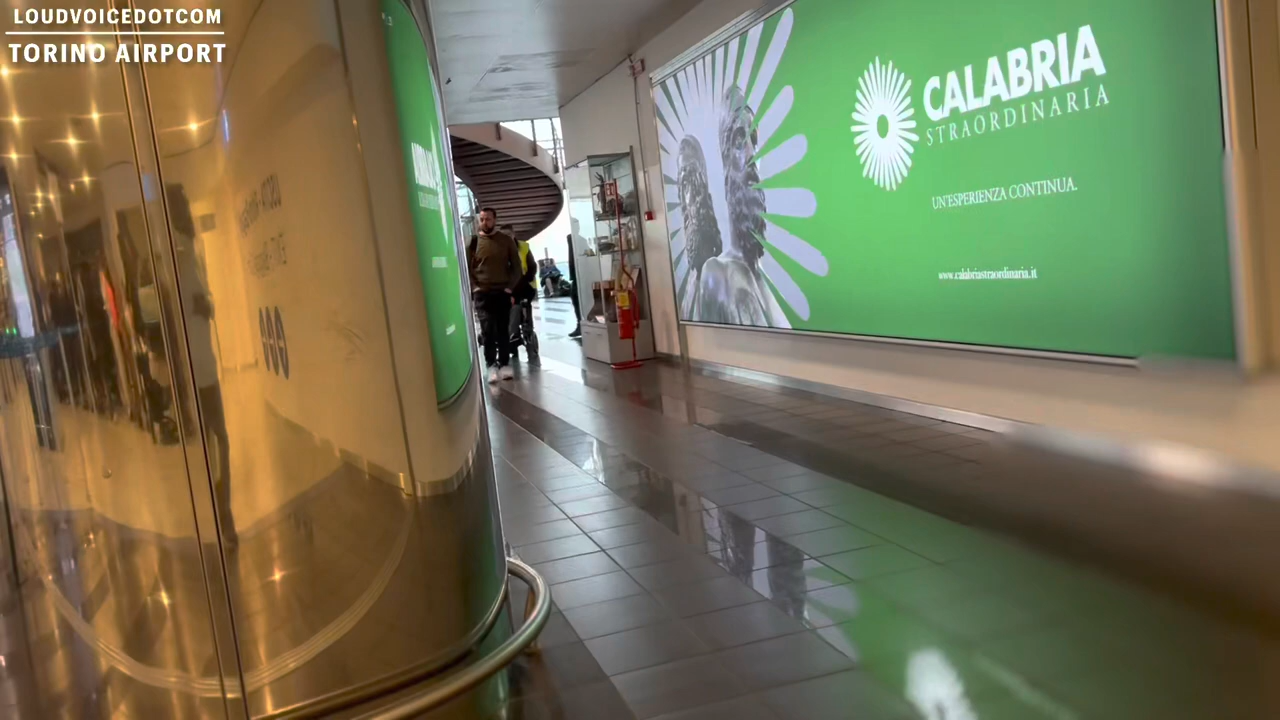 LOUDVOICEDOTCOM
TORINO AIRPORT
CALABRIA
STRAORDINARIA
UN'ESPERIENZA CONTINUA.
www.calabriastraordinaria.it